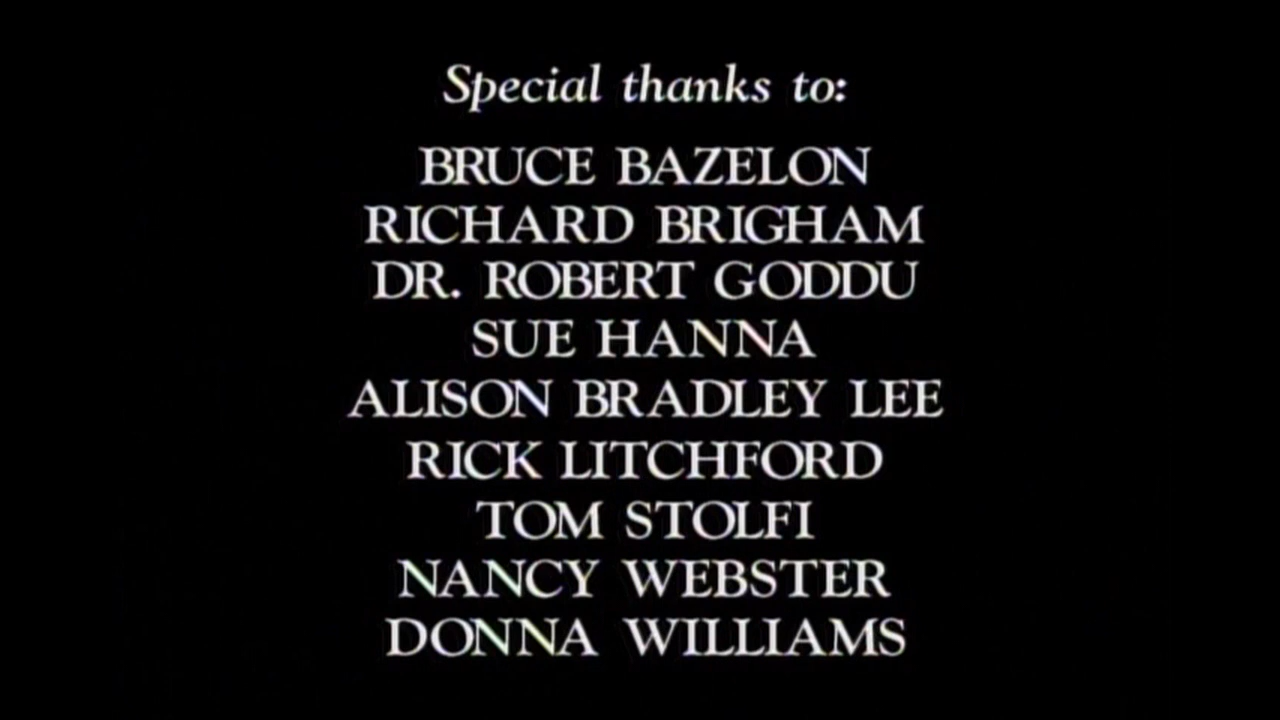 Special thanks to:
BRUCE BAZELON
RICHARD BRIGHAM
DR. ROBERT GODDU
SUE HANNA
ALISON BRADLEY LEE
RICK LITCHFORD
TOM STOLFI
NANCY WEBSTER
DONNA WILLIAMS